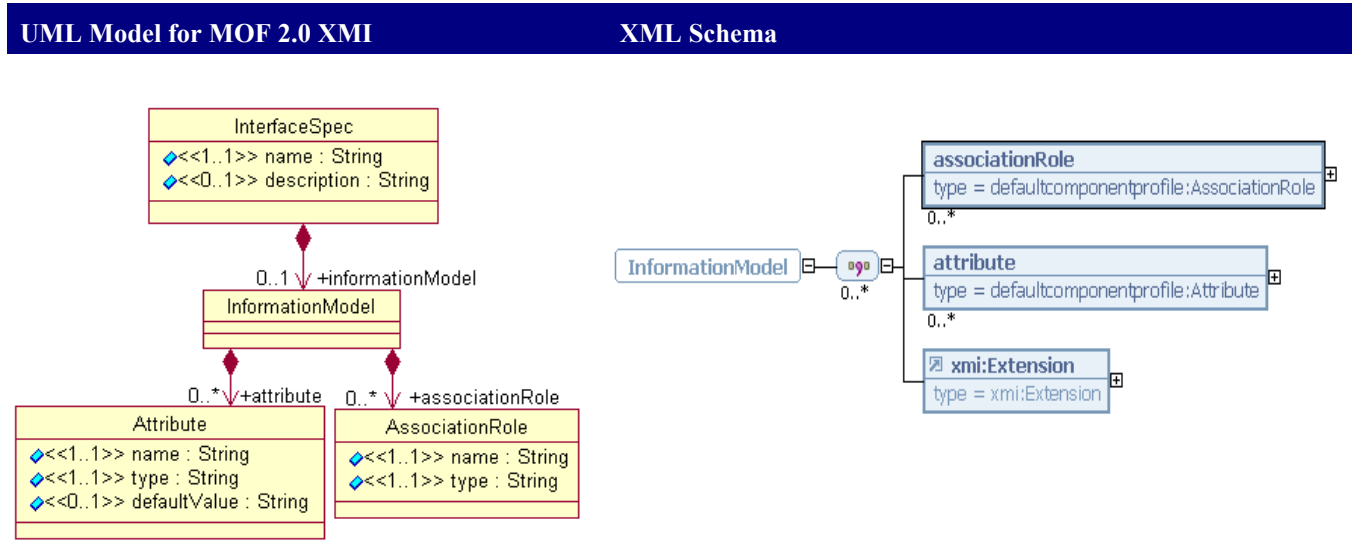 UML Model for MOF 2.0 XMI
XML Schema
InterfaceSpec
<<1..1>> name : String
<<0..1>> description : String
0..1 +informationModel
InformationModel
0..* +attribute
0..* +associationRole
Attribute
<<1..1>> name : String
<<1..1>> type : String
<<0..1>> defaultValue : String
AssociationRole
<<1..1>> name : String
<<1..1>> type : String
InformationModel
0..*
associationRole
type = defaultcomponentprofile:AssociationRole
0..*
attribute
type = defaultcomponentprofile:Attribute
0..*
xmi:Extension
type = xmi:Extension